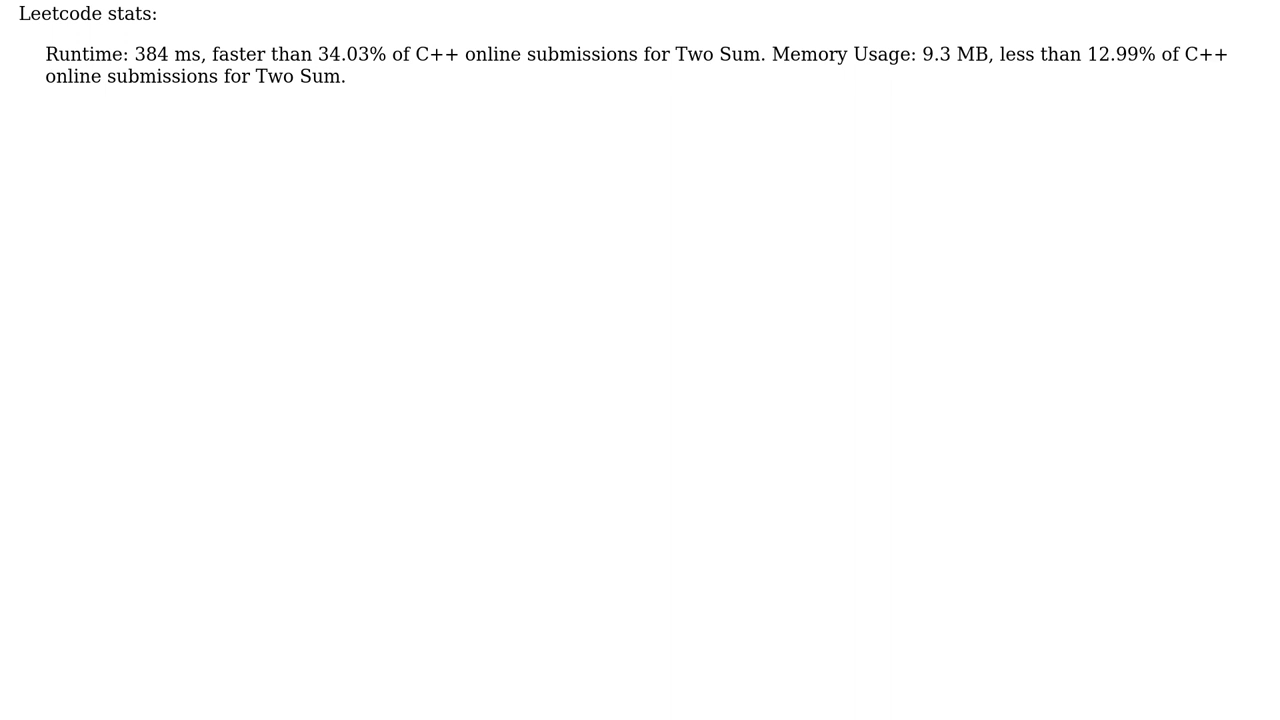 Leetcode stats:
Runtime: 384 ms, faster than 34.03% of C++ online submissions for Two Sum. Memory Usage: 9.3 MB, less than 12.99% of C++
online submissions for Two Sum.